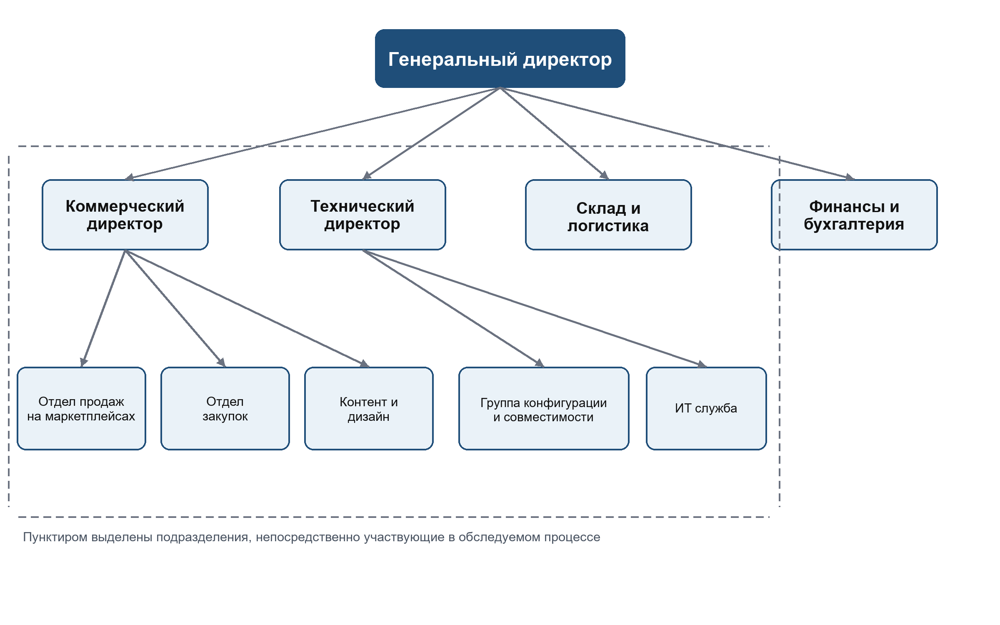 Генеральный директор
Коммерческий
директор
Технический
директор
Склад и
логистика
Финансы и
бухгалтерия
Отдел продаж
на маркетплейсах
Отдел
закупок
Контент и
дизайн
Группа конфигурации
и совместимости
ИТ служба
Пунктиром выделены подразделения, непосредственно участвующие в обследуемом процессе